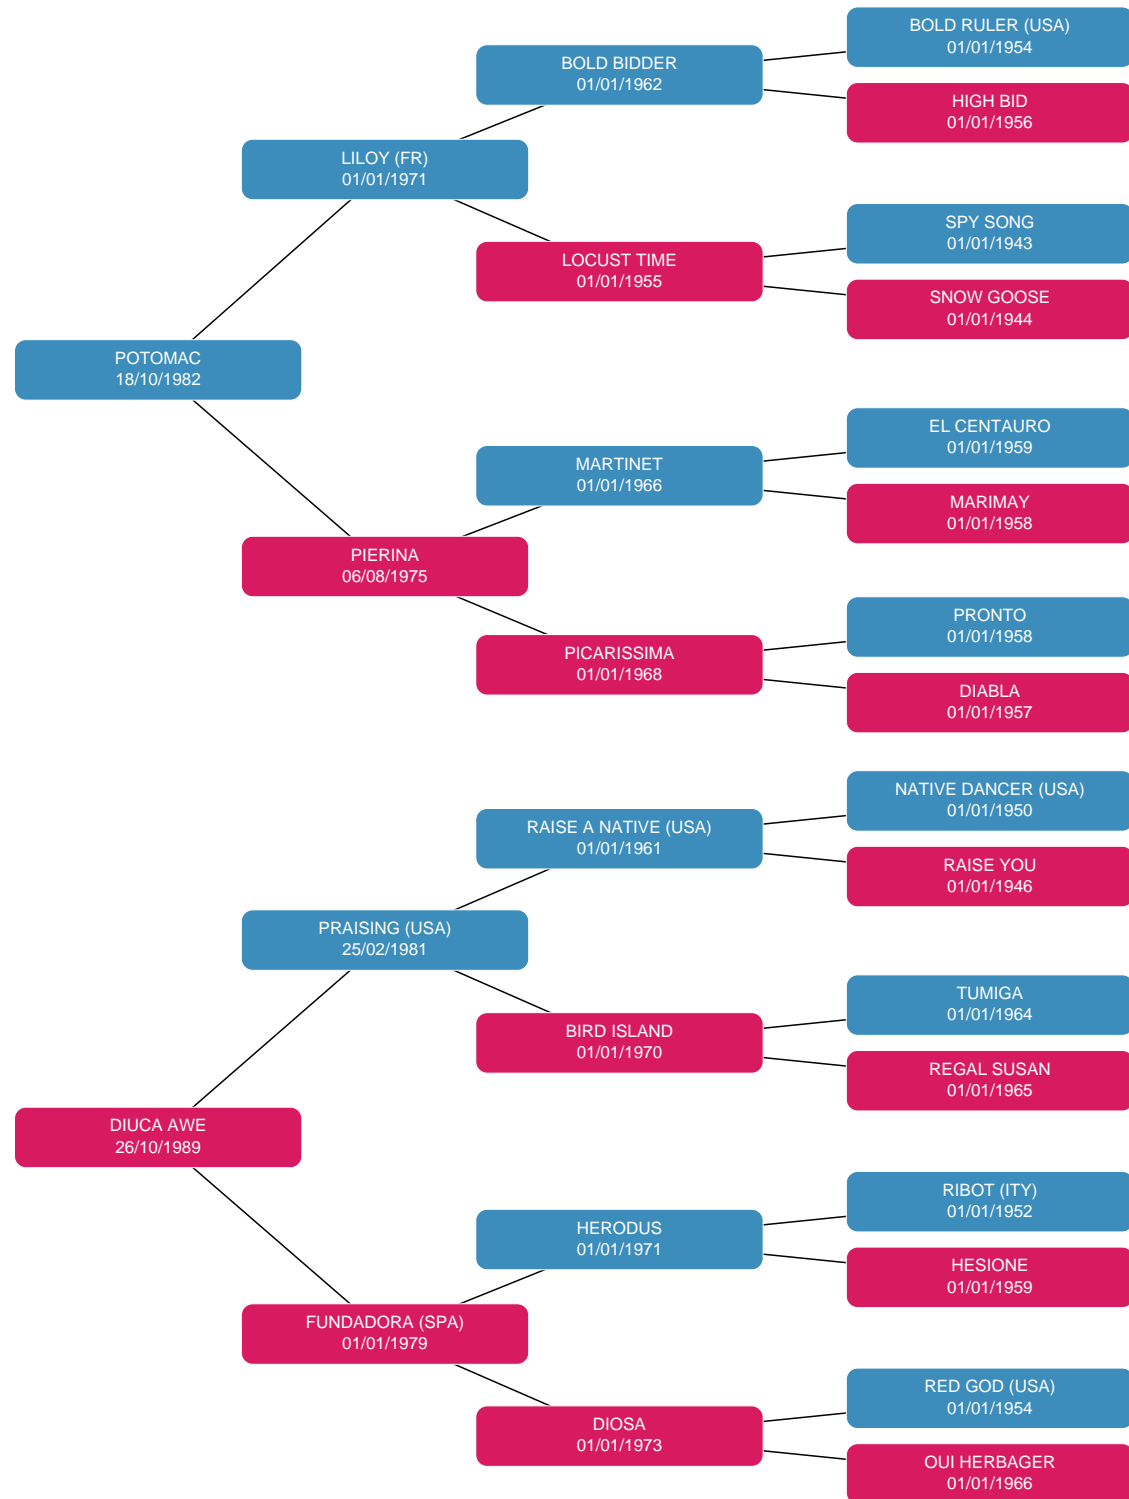 BOLD RULER (USA)
01/01/1954
BOLD BIDDER
01/01/1962
HIGH BID
01/01/1956
LILOY (FR)
01/01/1971
SPY SONG
01/01/1943
LOCUST TIME
01/01/1955
SNOW GOOSE
01/01/1944
POTOMAC
18/10/1982
EL CENTAURO
01/01/1959
MARTINET
01/01/1966
MARIMAY
01/01/1958
PIERINA
06/08/1975
PRONTO
01/01/1958
PICARISSIMA
01/01/1968
DIABLA
01/01/1957
NATIVE DANCER (USA)
01/01/1950
RAISE A NATIVE (USA)
01/01/1961
RAISE YOU
01/01/1946
PRAISING (USA)
25/02/1981
TUMIGA
01/01/1964
BIRD ISLAND
01/01/1970
REGAL SUSAN
01/01/1965
DIUCA AWE
26/10/1989
RIBOT (ITY)
01/01/1952
HERODUS
01/01/1971
HESIONE
01/01/1959
FUNDADORA (SPA)
01/01/1979
RED GOD (USA)
01/01/1954
DIOSA
01/01/1973
OUI HERBAGER
01/01/1966